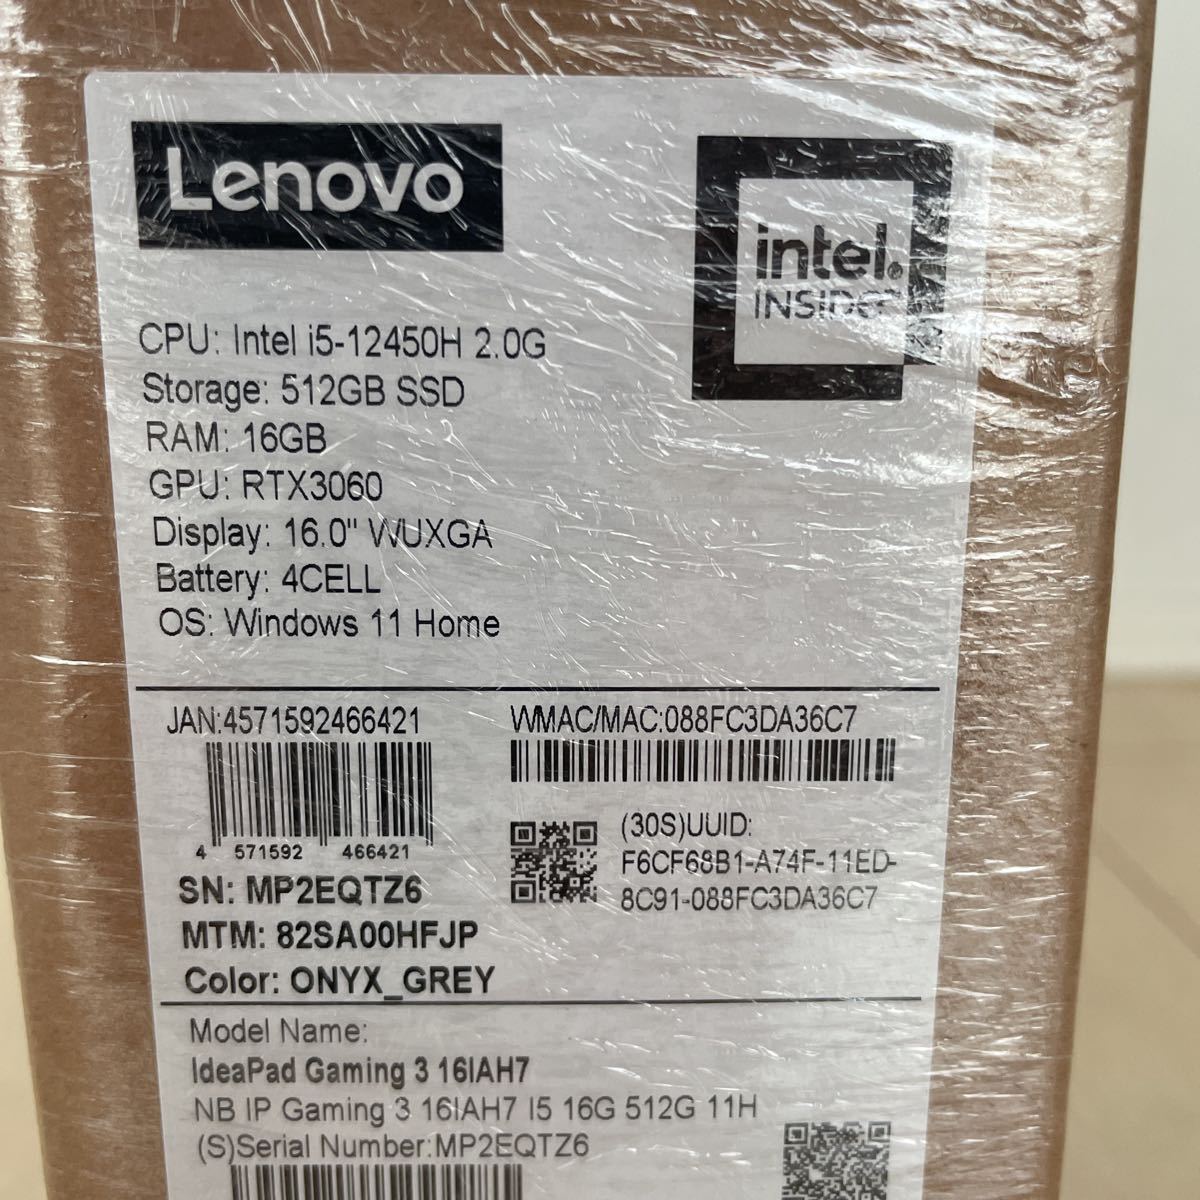 Lenovo
intel.
INSIDE™
CPU: Intel i5-12450H 2.0G
Storage: 512GB SSD
RAM: 16GB
GPU: RTX3060
Display: 16.0" WUXGA
Battery: 4CELL
OS: Windows 11 Home
JAN:4571592466421
4 571592 466421
WMAC/MAC:088FC3DA36C7
(30S)UUID:
F6CF68B1-A74F-11ED-
8C91-088FC3DA36C7
SN: MP2EQTZ6
MTM: 82SA00HFJP
Color: ONYX_GREY
Model Name:
IdeaPad Gaming 3 16IAH7
NB IP Gaming 3 16IAH7 I5 16G 512G 11H
(S)Serial Number:MP2EQTZ6